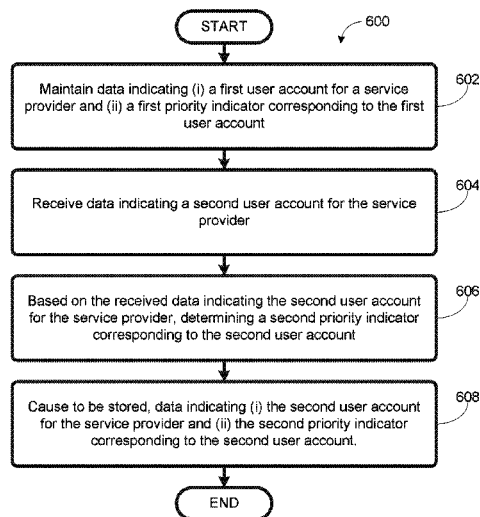 START
600
Maintain data indicating (i) a first user account for a service
provider and (ii) a first priority indicator corresponding to the first
user account
602
Receive data indicating a second user account for the service
provider
604
Based on the received data indicating the second user account
for the service provider, determining a second priority indicator
corresponding to the second user account
606
Cause to be stored, data indicating (i) the second user account
for the service provider and (ii) the second priority indicator
corresponding to the second user account.
608
END